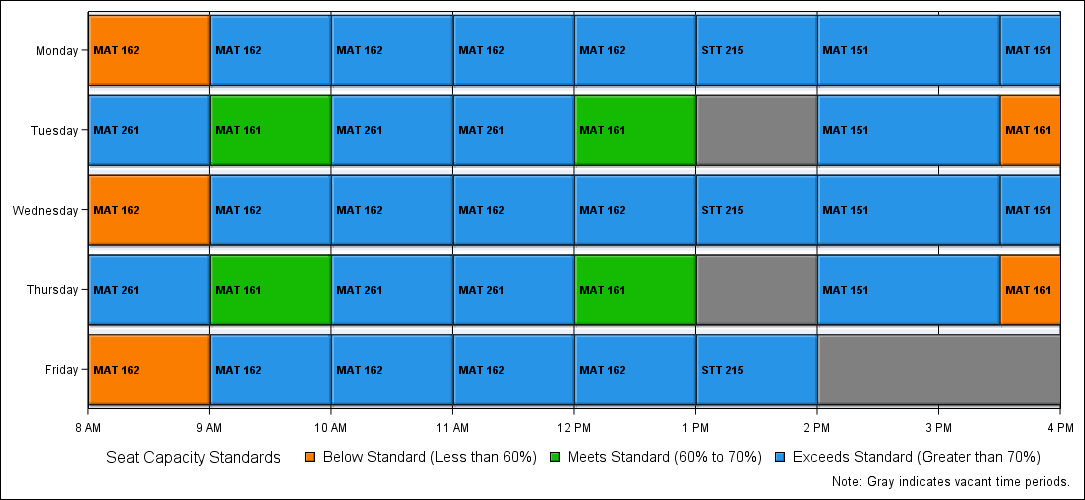 Monday MAT 162 MAT 162 MAT 162 MAT 162 MAT 162 STT 215 MAT 151 MAT 151
Tuesday MAT 261 MAT 161 MAT 261 MAT 261 MAT 161 MAT 151 MAT 161
Wednesday MAT 162 MAT 162 MAT 162 MAT 162 MAT 162 STT 215 MAT 151 MAT 151
Thursday MAT 261 MAT 161 MAT 261 MAT 261 MAT 161 MAT 151 MAT 161
Friday MAT 162 MAT 162 MAT 162 MAT 162 MAT 162 STT 215
8 AM 9 AM 10 AM 11 AM 12 PM 1 PM 2 PM 3 PM 4 PM
Seat Capacity Standards Below Standard (Less than 60%) Meets Standard (60% to 70%) Exceeds Standard (Greater than 70%)
Note: Gray indicates vacant time periods.